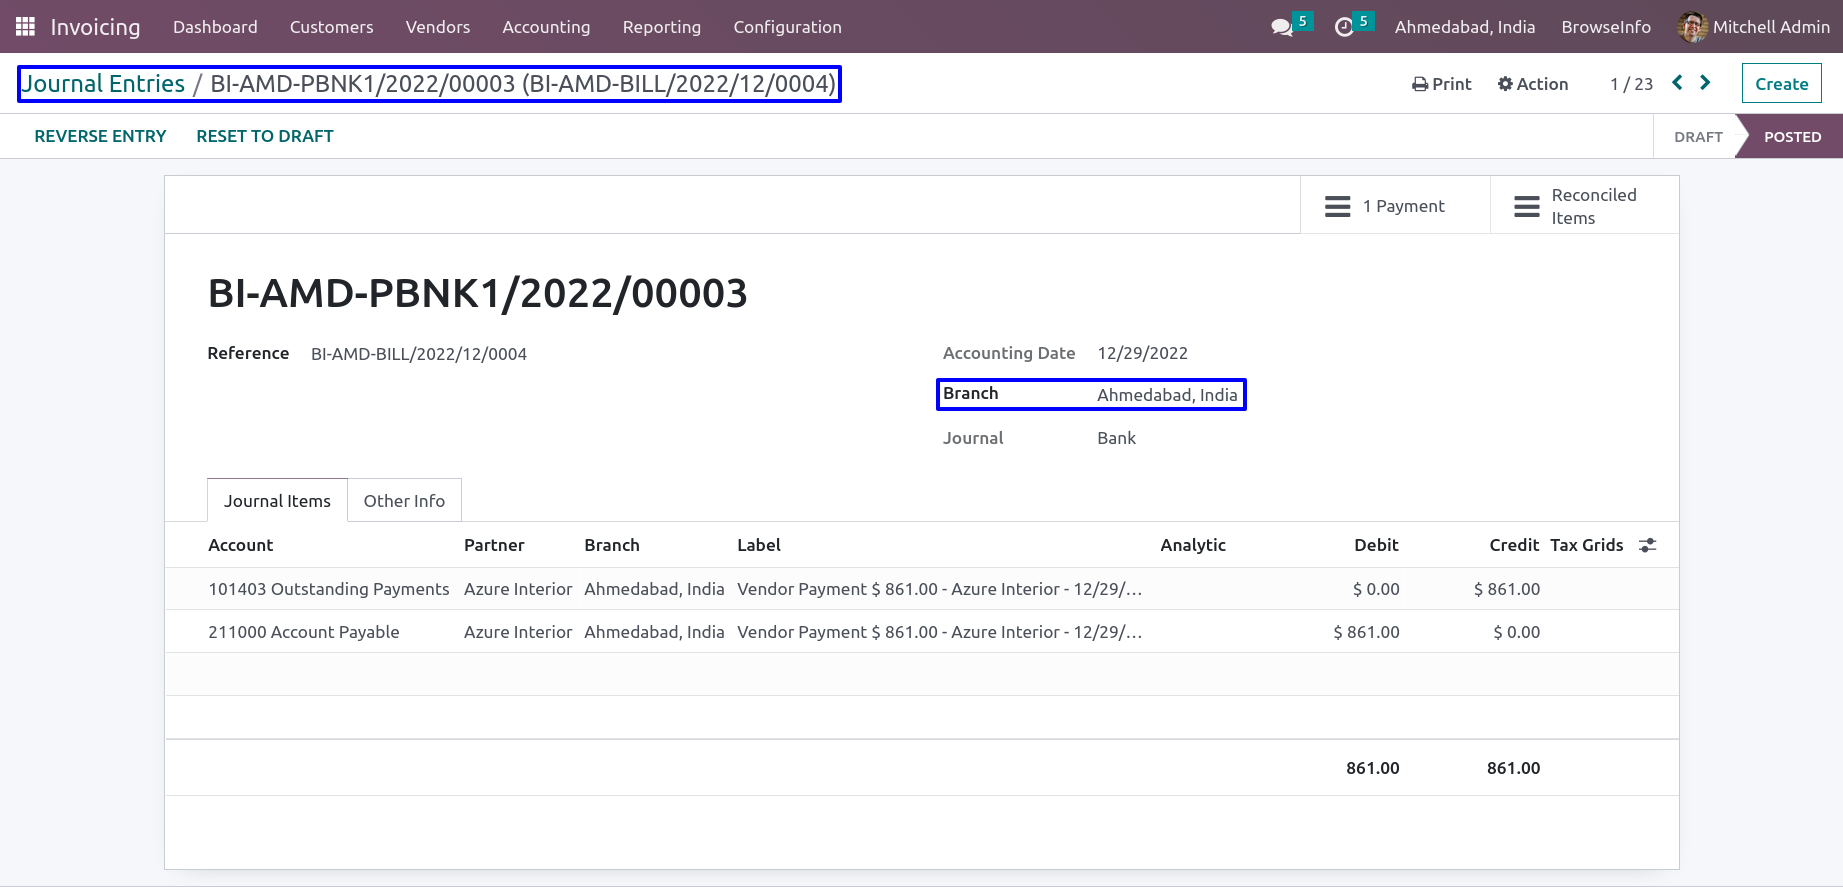 Invoicing Dashboard Customers Vendors Accounting Reporting Configuration 5 5 Ahmedabad, India BrowseInfo Mitchell Admin
Journal Entries / BI-AMD-PBNK1/2022/00003 (BI-AMD-BILL/2022/12/0004) Print Action 1 / 23 Create
REVERSE ENTRY RESET TO DRAFT DRAFT POSTED
1 Payment Reconciled
Items
BI-AMD-PBNK1/2022/00003
Reference BI-AMD-BILL/2022/12/0004 Accounting Date 12/29/2022
Branch Ahmedabad, India
Journal Bank
Journal Items Other Info
Account Partner Branch Label Analytic Debit Credit Tax Grids
101403 Outstanding Payments Azure Interior Ahmedabad, India Vendor Payment $ 861.00 - Azure Interior - 12/29/... $ 0.00 $ 861.00
211000 Account Payable Azure Interior Ahmedabad, India Vendor Payment $ 861.00 - Azure Interior - 12/29/... $ 861.00 $ 0.00
861.00 861.00